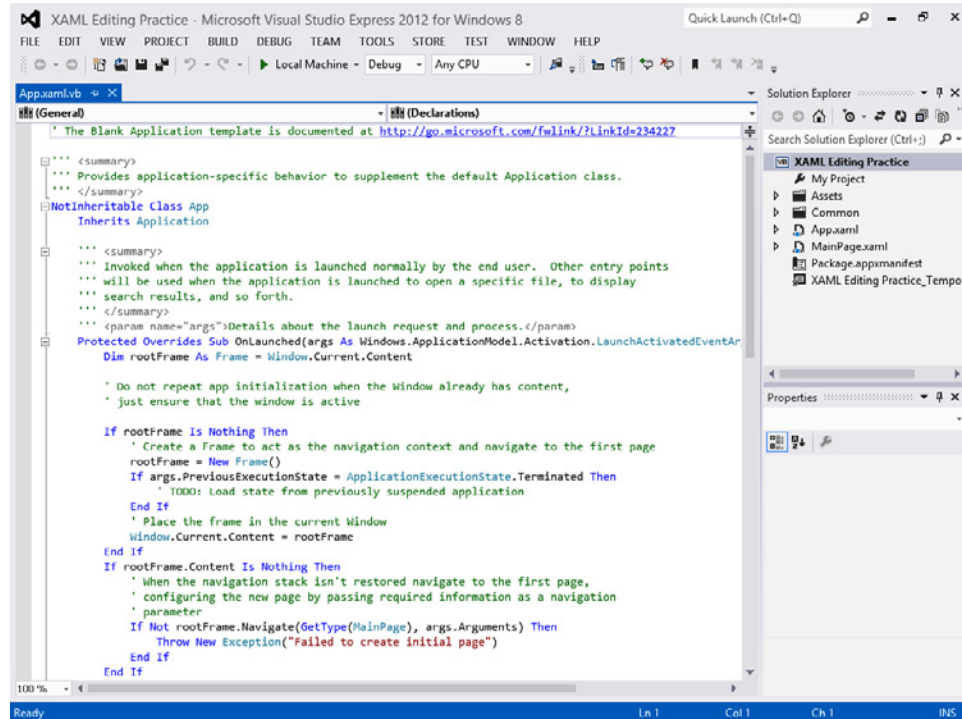 XAML Editing Practice - Microsoft Visual Studio Express 2012 for Windows 8
Quick Launch (Ctrl+Q)
FILE EDIT VIEW PROJECT BUILD DEBUG TEAM TOOLS STORE TEST WINDOW HELP
Local Machine Debug Any CPU
App.xaml.vb
(General) (Declarations)
' The Blank Application template is documented at http://go.microsoft.com/fwlink/?LinkId=234227
''' <summary>
''' Provides application-specific behavior to supplement the default Application class.
''' </summary>
NotInheritable Class App
Inherits Application
''' <summary>
''' Invoked when the application is launched normally by the end user.  Other entry points
''' will be used when the application is launched to open a specific file, to display
''' search results, and so forth.
''' </summary>
''' <param name="args">Details about the launch request and process.</param>
Protected Overrides Sub OnLaunched(args As Windows.ApplicationModel.Activation.LaunchActivatedEventAr
Dim rootFrame As Frame = Window.Current.Content
' Do not repeat app initialization when the Window already has content,
' just ensure that the window is active
If rootFrame Is Nothing Then
' Create a Frame to act as the navigation context and navigate to the first page
rootFrame = New Frame()
If args.PreviousExecutionState = ApplicationExecutionState.Terminated Then
' TODO: Load state from previously suspended application
End If
' Place the frame in the current Window
Window.Current.Content = rootFrame
End If
If rootFrame.Content Is Nothing Then
' When the navigation stack isn't restored navigate to the first page,
' configuring the new page by passing required information as a navigation
' parameter
If Not rootFrame.Navigate(GetType(MainPage), args.Arguments) Then
Throw New Exception("Failed to create initial page")
End If
End If
100 %
Solution Explorer
Search Solution Explorer (Ctrl+;)
VB XAML Editing Practice
My Project
Assets
Common
App.xaml
MainPage.xaml
Package.appxmanifest
XAML Editing Practice_Tempo
Properties
Ready Ln 1 Col 1 Ch 1 INS